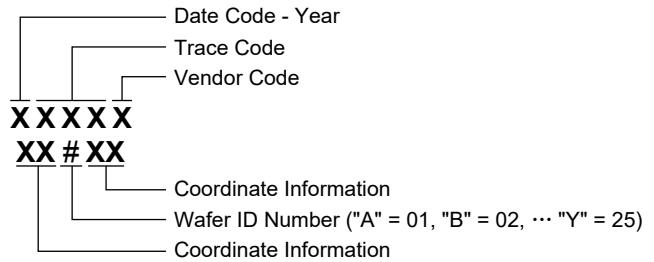 Date Code - Year
Trace Code
Vendor Code
X X X X X
XX # XX
Coordinate Information
Wafer ID Number ("A" = 01, "B" = 02, ··· "Y" = 25)
Coordinate Information